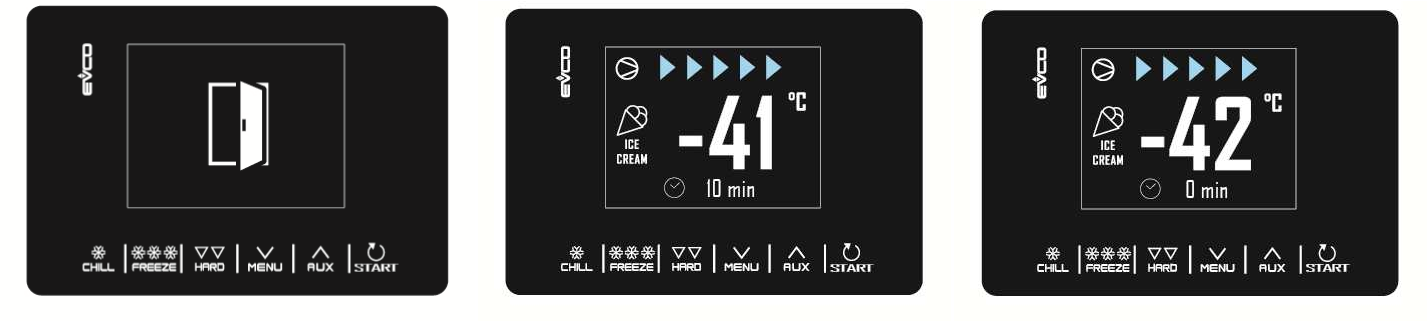 EVCO
CHILL FREEZE HARD MENU AUX START
EVCO
°C
-41
ICE
CREAM
10 min
CHILL FREEZE HARD MENU AUX START
EVCO
°C
-42
ICE
CREAM
0 min
CHILL FREEZE HARD MENU AUX START